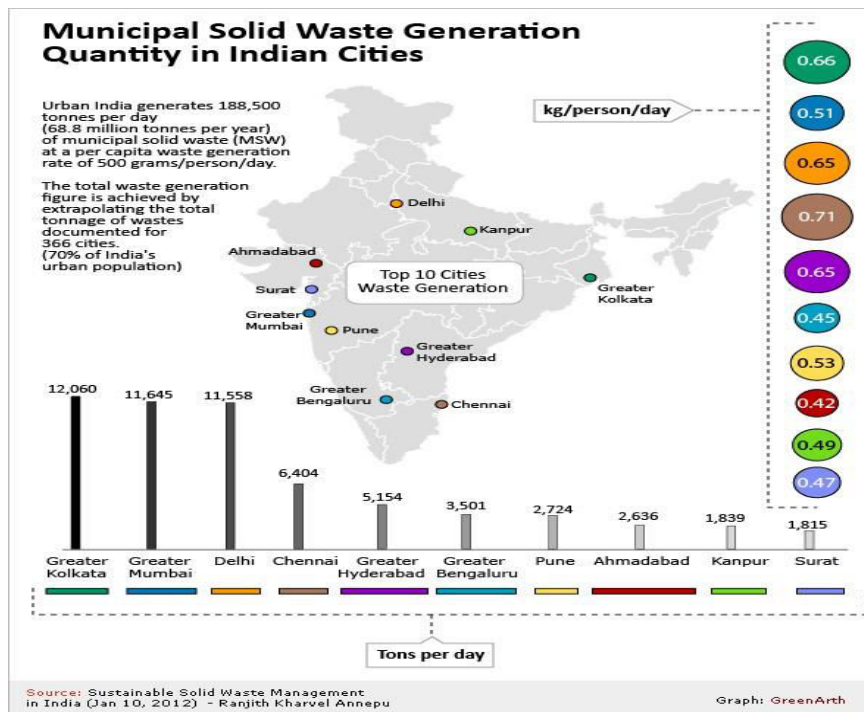 Municipal Solid Waste Generation
Quantity in Indian Cities
Urban India generates 188,500
tonnes per day
(68.8 million tonnes per year)
of municipal solid waste (MSW)
at a per capita waste generation
rate of 500 grams/person/day.
The total waste generation
figure is achieved by
extrapolating the total
tonnage of wastes
documented for
366 cities.
(70% of India's
urban population)
kg/person/day
0.66
0.51
0.65
0.71
0.65
0.45
0.53
0.42
0.49
0.47
Delhi
Kanpur
Ahmadabad
Top 10 Cities
Waste Generation
Surat
Greater
Kolkata
Greater
Mumbai
Pune
Greater
Hyderabad
Greater
Bengaluru
Chennai
12,060
11,645
11,558
6,404
5,154
3,501
2,724
2,636
1,839
1,815
Greater
Kolkata
Greater
Mumbai
Delhi
Chennai
Greater
Hyderabad
Greater
Bengaluru
Pune
Ahmadabad
Kanpur
Surat
Tons per day
Source: Sustainable Solid Waste Management
in India (Jan 10, 2012) - Ranjith Kharvel Annepu
Graph: GreenArth